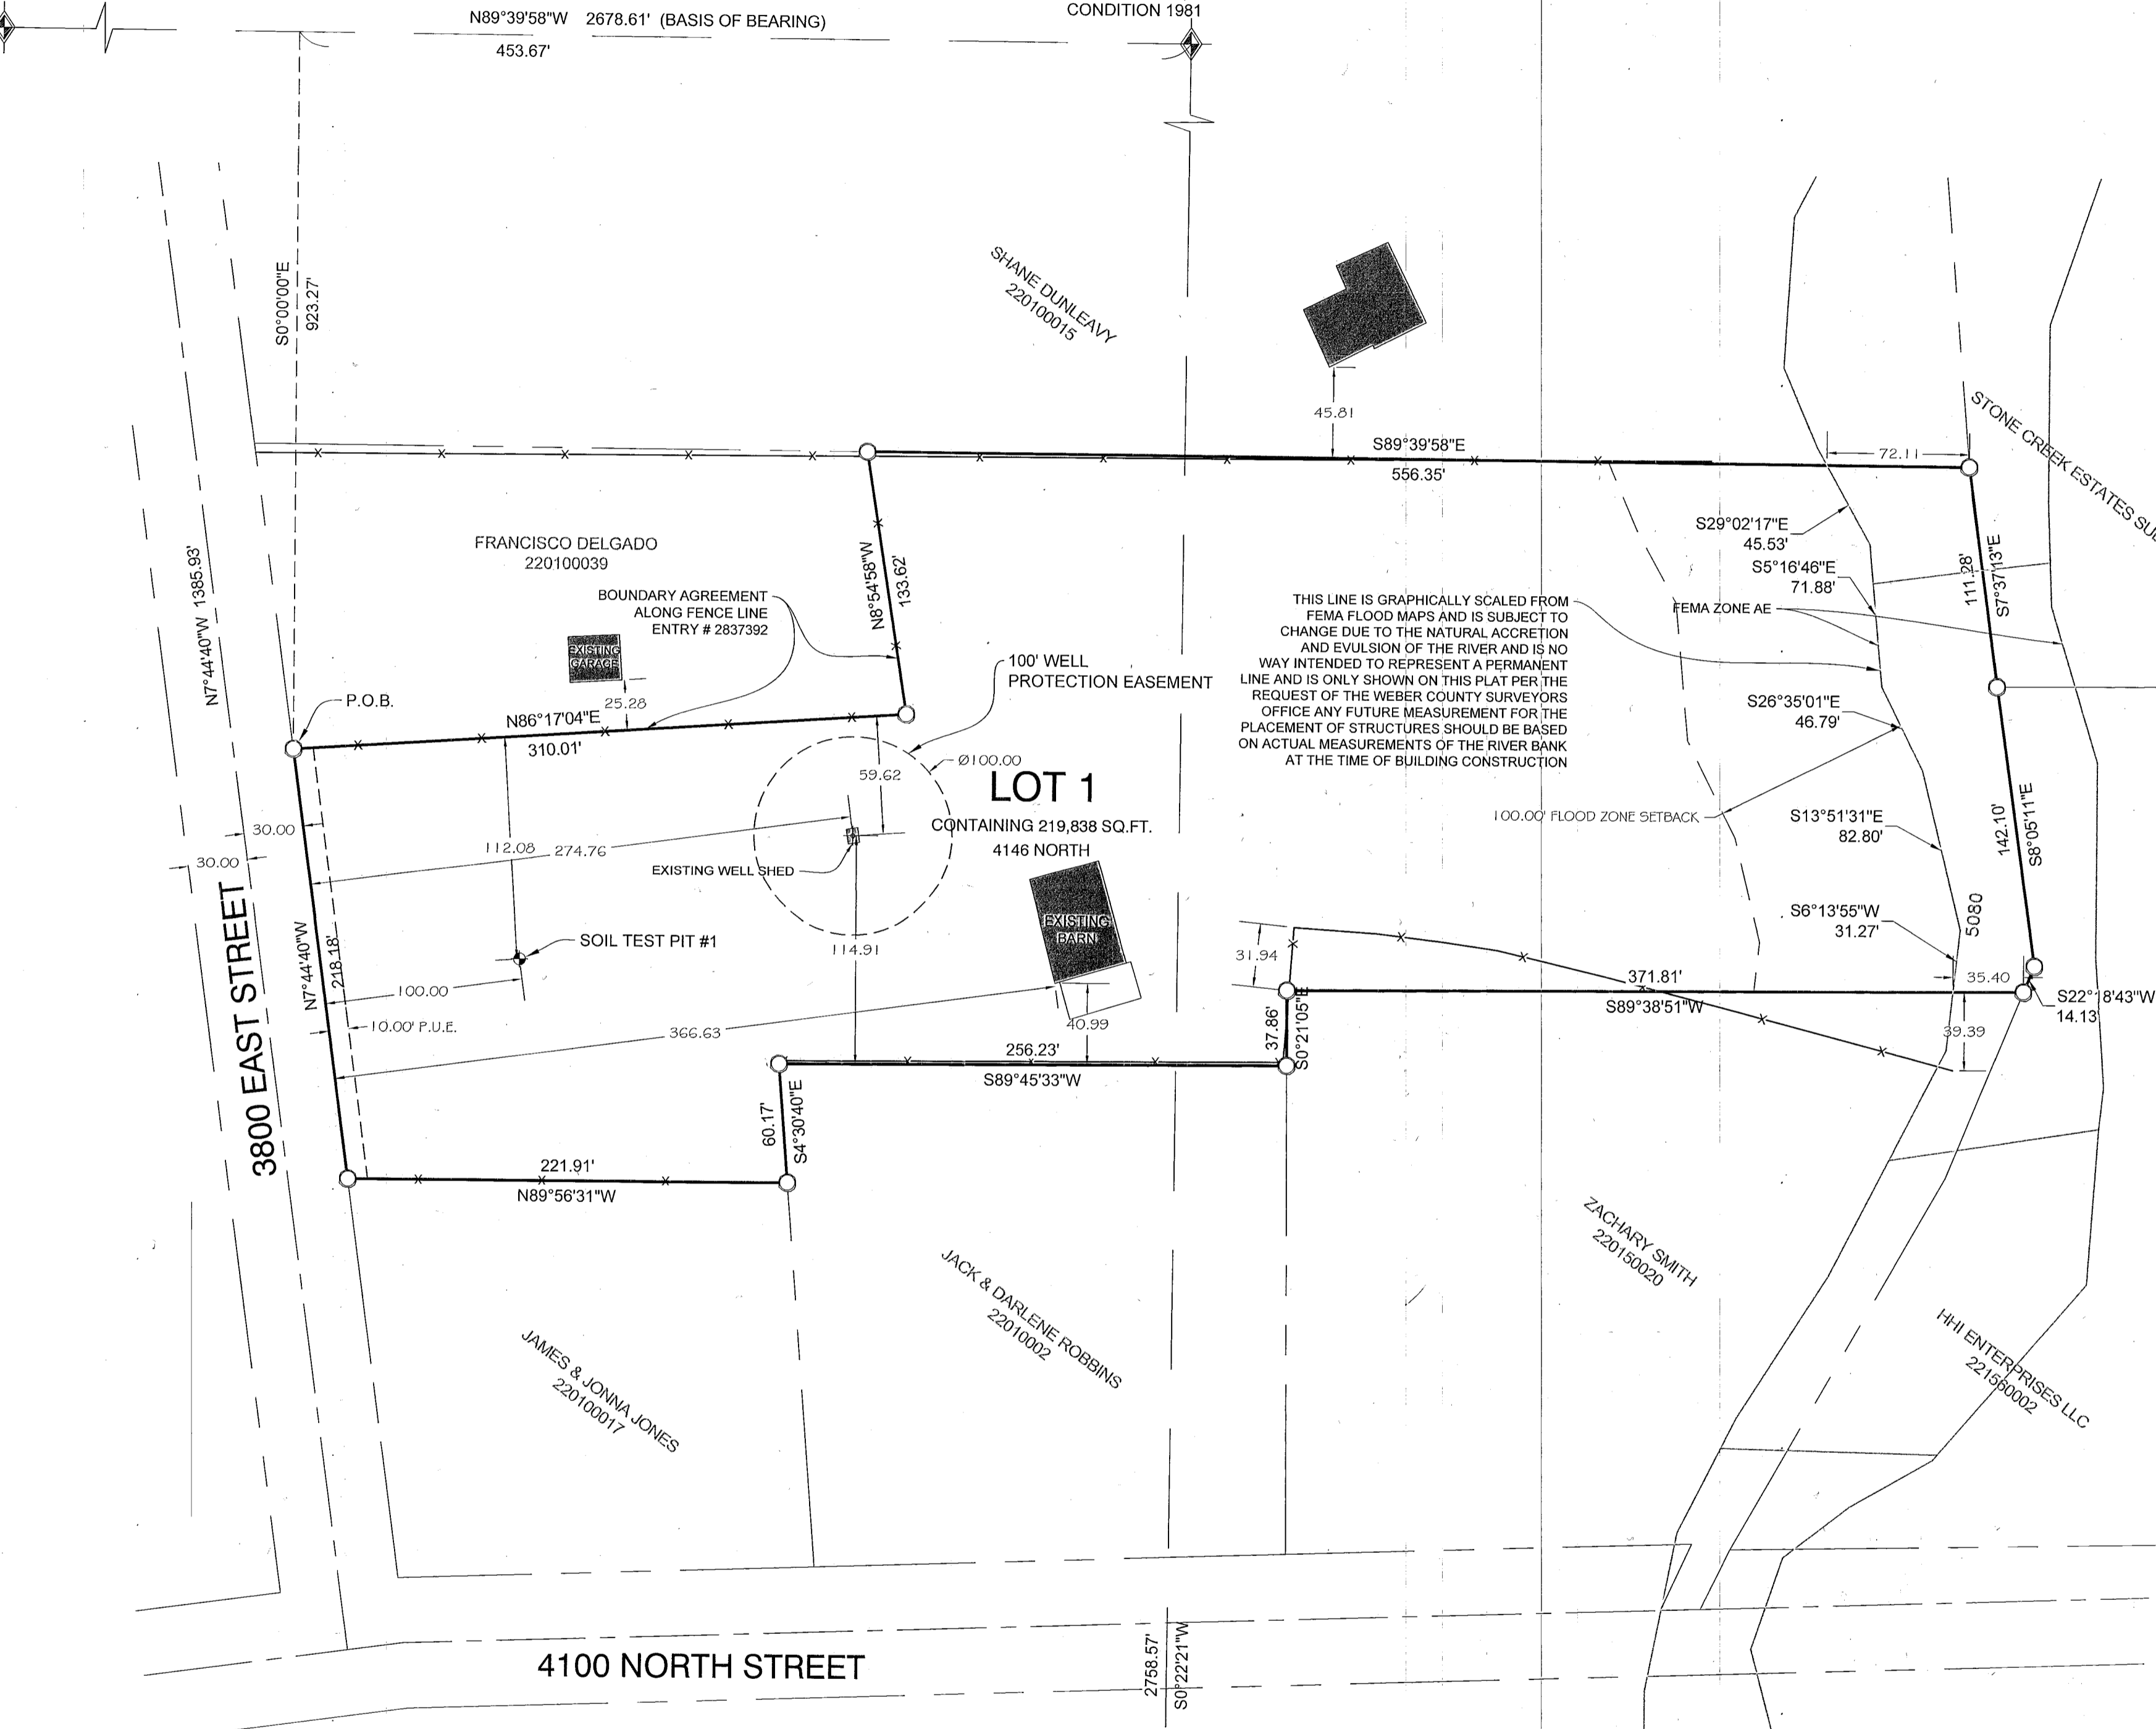 CONDITION 1981
N89°39'58"W 2678.61' (BASIS OF BEARING)
453.67'
S0°00'00"E
923.27'
SHANE DUNLEAVY
220100015
45.81
S89°39'58"E
556.35'
72.11
STONE CREEK ESTATES
N7°44'40"W 1385.93'
FRANCISCO DELGADO
220100039
BOUNDARY AGREEMENT
ALONG FENCE LINE
ENTRY # 2837392
N8°54'58"W
133.62'
S29°02'17"E
45.53'
S5°16'46"E
71.88'
FEMA ZONE AE
111.28'
S7°37'13"E
THIS LINE IS GRAPHICALLY SCALED FROM
FEMA FLOOD MAPS AND IS SUBJECT TO
CHANGE DUE TO THE NATURAL ACCRETION
AND EVULSION OF THE RIVER AND IS NO
WAY INTENDED TO REPRESENT A PERMANENT
LINE AND IS ONLY SHOWN ON THIS PLAT PER THE
REQUEST OF THE WEBER COUNTY SURVEYORS
OFFICE ANY FUTURE MEASUREMENT FOR THE
PLACEMENT OF STRUCTURES SHOULD BE BASED
ON ACTUAL MEASUREMENTS OF THE RIVER BANK
AT THE TIME OF BUILDING CONSTRUCTION
EXISTING
GARAGE
25.28
100' WELL
PROTECTION EASEMENT
P.O.B.
N86°17'04"E
310.01'
S26°35'01"E
46.79'
59.62
Ø100.00
LOT 1
CONTAINING 219,838 SQ.FT.
4146 NORTH
100.00' FLOOD ZONE SETBACK
S13°51'31"E
82.80'
142.10'
S8°05'11"E
30.00
30.00
112.08
274.76
EXISTING WELL SHED
EXISTING
BARN
S6°13'55"W
31.27'
5080
3800 EAST STREET
N7°44'40"W
218.18'
SOIL TEST PIT #1
114.91
31.94
371.81'
S89°38'51"W
35.40
S22°18'43"W
14.13'
100.00
10.00' P.U.E.
366.63
40.99
39.39
256.23'
S89°45'33"W
37.86'
S0°21'05"E
60.17'
S4°30'40"E
221.91'
N89°56'31"W
ZACHARY SMITH
220150020
JACK & DARLENE ROBBINS
22010002
JAMES & JONNA JONES
220100017
HHI ENTERPRISES LLC
221560002
4100 NORTH STREET
2758.57'
S0°22'21"W